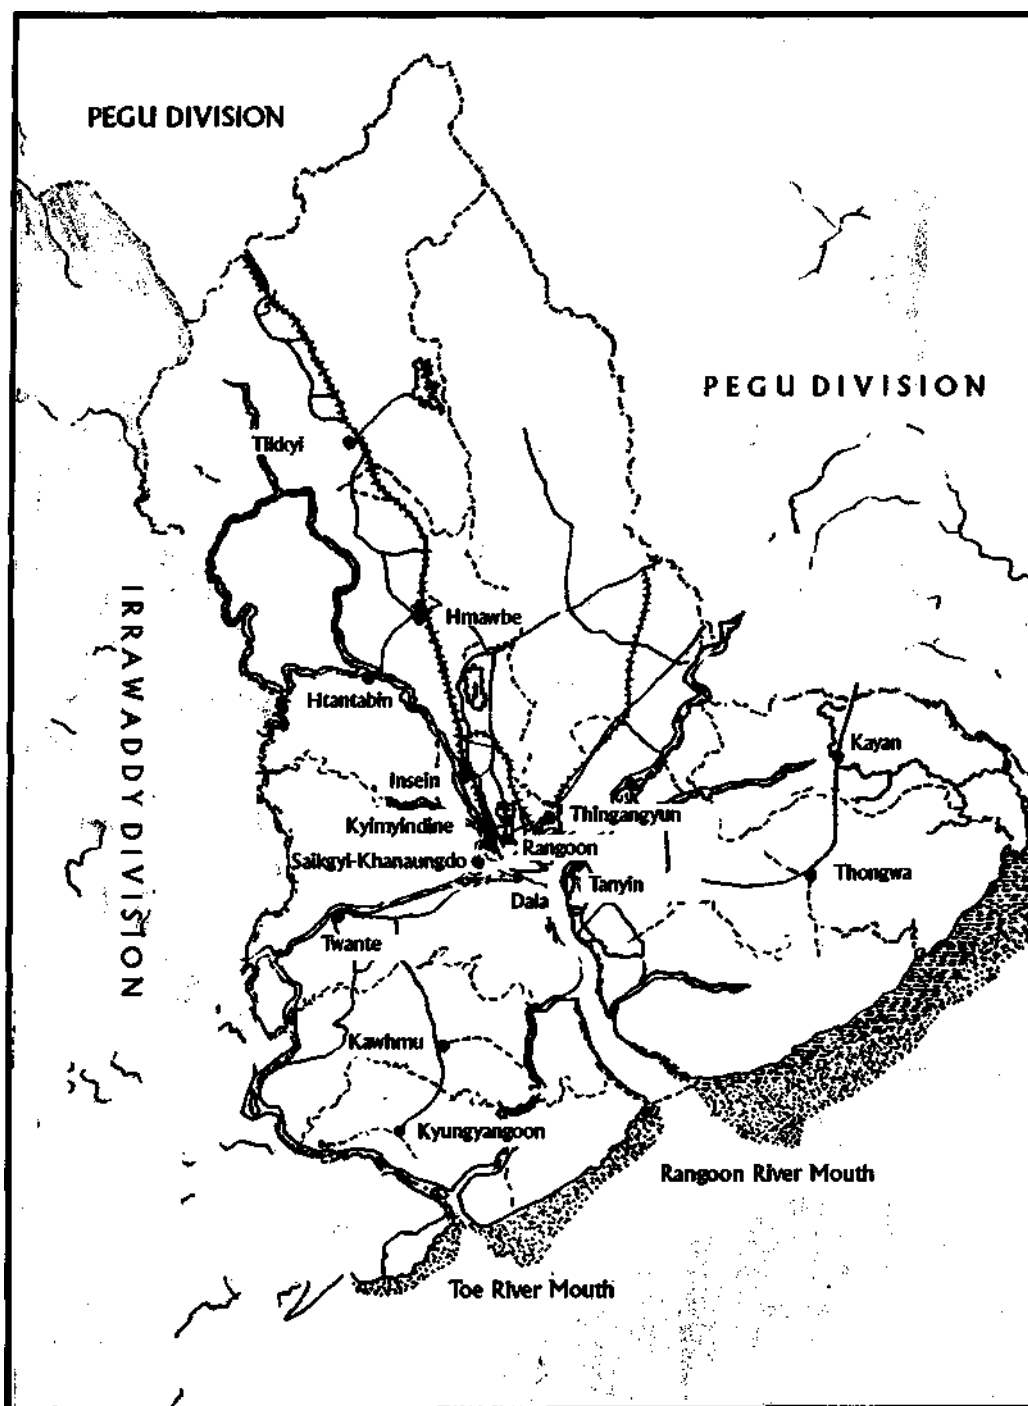 PEGU DIVISION
PEGU DIVISION
Tikkyi
IRRAWADDY DIVISION
Hmawbe
Htantabin
Kayan
Insein
Thingangyun
Kyimyindine
Rangoon
Saikgyi-Khanaungdo
Thongwa
Tanyin
Dala
Twante
Kawhmu
Kyungyangoon
Rangoon River Mouth
Toe River Mouth